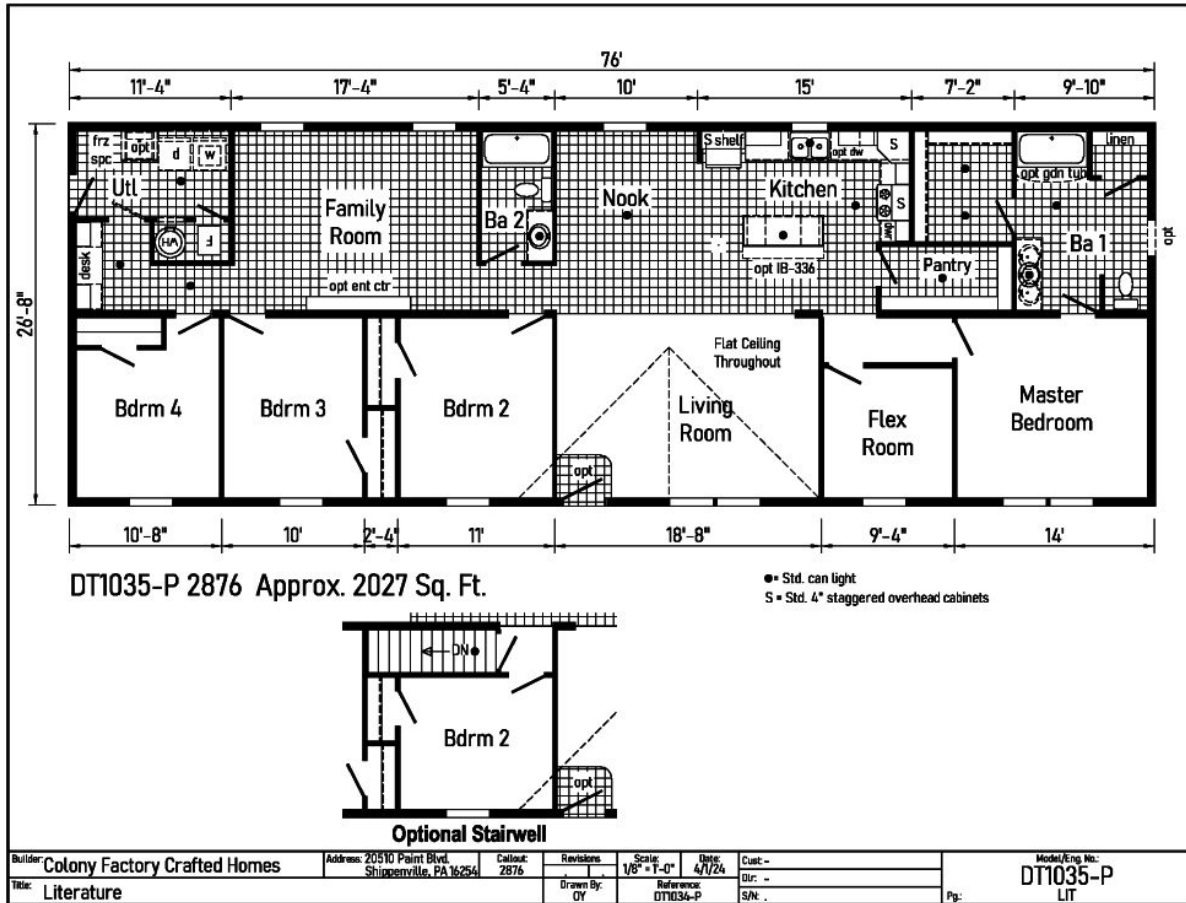 76'
11'-4"
17'-4"
5'-4"
10'
15'
7'-2"
9'-10"
26'-8"
frz
spc
opt
d
w
Utl
WH
F
desk
Family
Room
opt ent ctr
Ba 2
Nook
S shelf
opt dw
S
Kitchen
S
dw
opt IB-336
Pantry
opt gdn tub
linen
Ba 1
opt
Bdrm 4
Bdrm 3
Bdrm 2
Flat Ceiling
Throughout
Living
Room
opt
Flex
Room
Master
Bedroom
10'-8"
10'
2'-4"
11'
18'-8"
9'-4"
14'
DT1035-P 2876 Approx. 2027 Sq. Ft.
●= Std. can light
S = Std. 4" staggered overhead cabinets
DN
Bdrm 2
opt
Optional Stairwell
Builder: Colony Factory Crafted Homes
Address: 20510 Paint Blvd.
Shippenville, PA 16254
Callout:
2876
Revisions
Scale:
1/8" = 1'-0"
Date:
4/1/24
Cust: -
Dlr: -
S/N: .
Model/Eng. No.:
DT1035-P
Title: Literature
Drawn By:
OY
Reference:
DT1034-P
Pg.: LIT